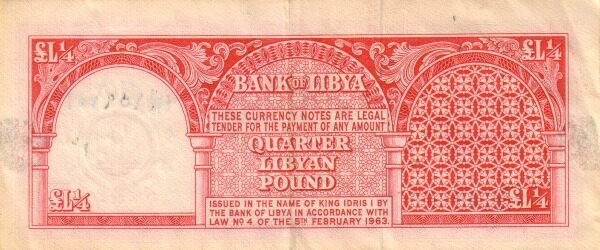 £L¼
£L¼
BANK OF LIBYA
THESE CURRENCY NOTES ARE LEGAL
TENDER FOR THE PAYMENT OF ANY AMOUNT
QUARTER
LIBYAN
POUND
£L¼
£L¼
ISSUED IN THE NAME OF KING IDRIS I BY
THE BANK OF LIBYA IN ACCORDANCE WITH
LAW Nº 4 OF THE 5TH FEBRUARY 1963.